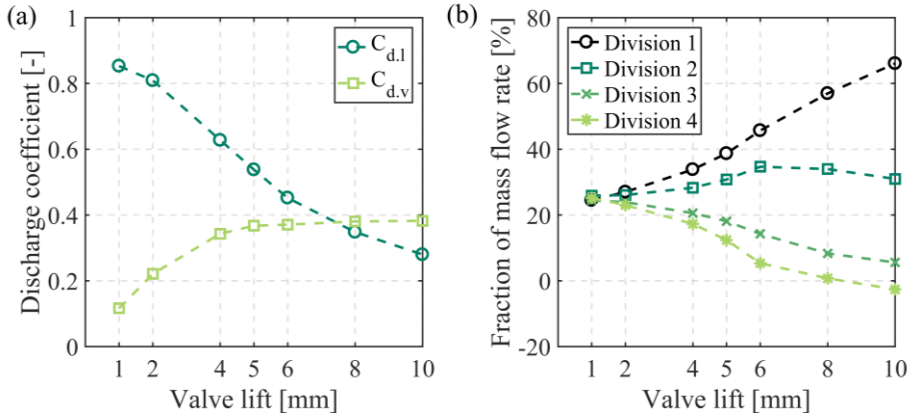 (a)
Discharge coefficient [-]
1
0.8
0.6
0.4
0.2
0
C_d.l
C_d.v
1 2 4 5 6 8 10
Valve lift [mm]
(b)
Fraction of mass flow rate [%]
80
60
40
20
0
-20
Division 1
Division 2
Division 3
Division 4
1 2 4 5 6 8 10
Valve lift [mm]